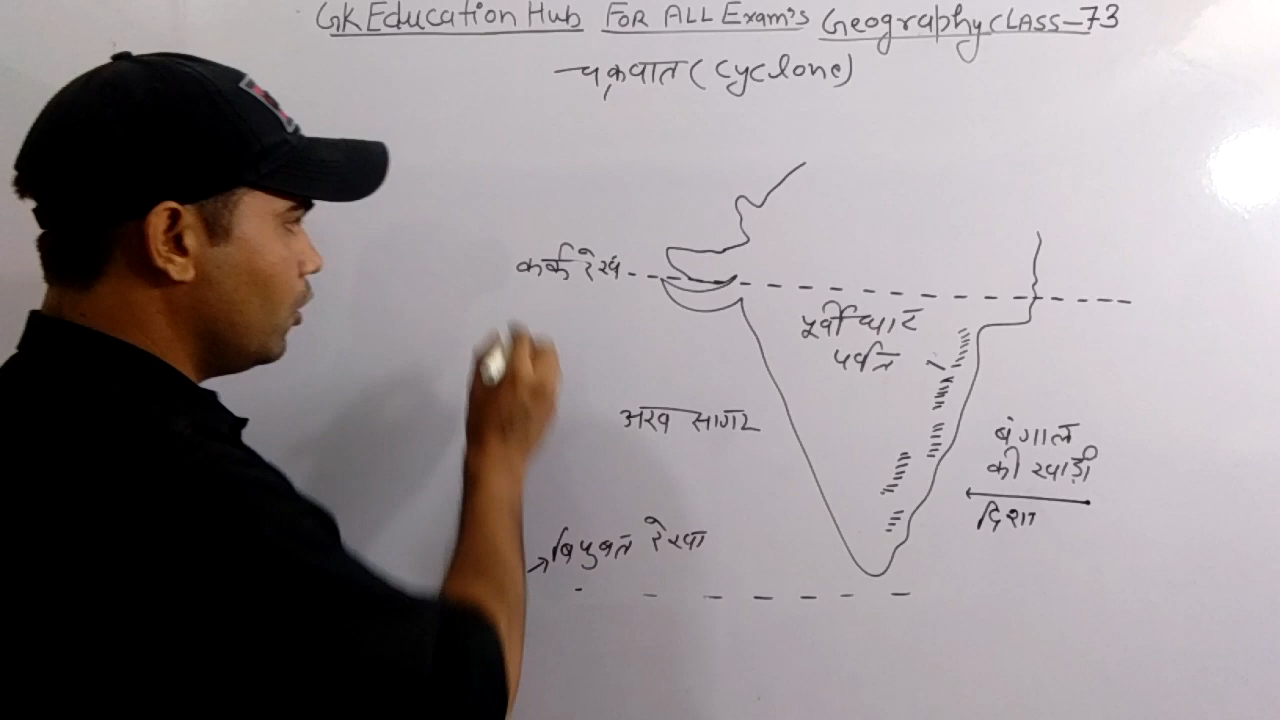 GK Education Hub For ALL Exam's Geography CLASS-73
चक्रवात (Cyclone)
कर्क रेखा
पूर्वी घाट
पर्वत
अरब सागर
बंगाल
की खाड़ी
दिशा
विषुवत रेखा